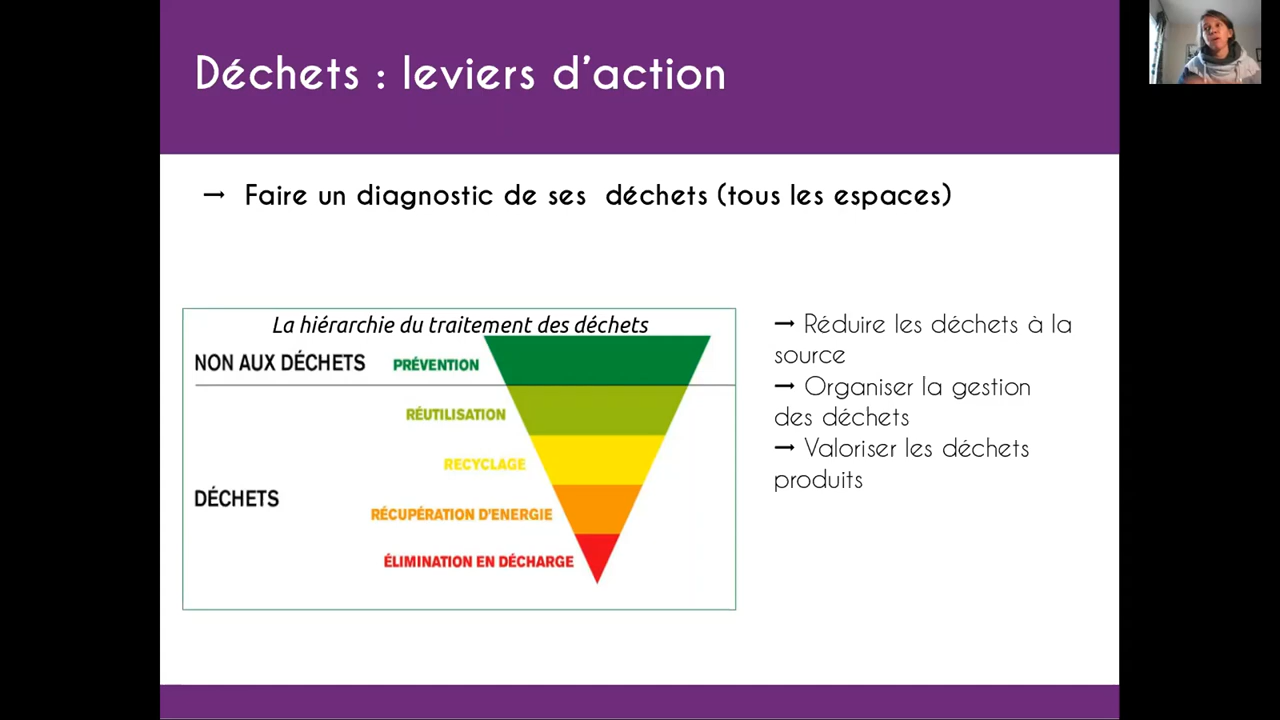 Déchets : leviers d'action
→ Faire un diagnostic de ses déchets (tous les espaces)
La hiérarchie du traitement des déchets
NON AUX DÉCHETS
PRÉVENTION
RÉUTILISATION
RECYCLAGE
DÉCHETS
RÉCUPÉRATION D'ENERGIE
ÉLIMINATION EN DÉCHARGE
→ Réduire les déchets à la
source
→ Organiser la gestion
des déchets
→ Valoriser les déchets
produits